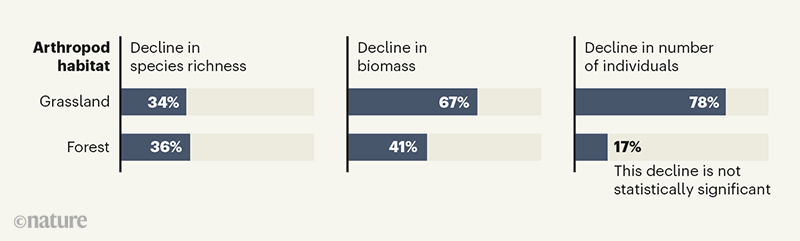 Arthropod
habitat
Decline in
species richness
Decline in
biomass
Decline in number
of individuals
Grassland
34%
67%
78%
Forest
36%
41%
17%
This decline is not
statistically significant
©nature